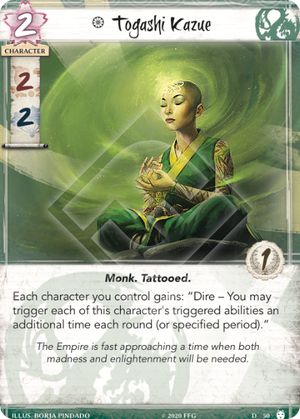 2
Togashi Kazue
CHARACTER
2
2
1
Monk. Tattooed.
Each character you control gains: “Dire – You may
trigger each of this character's triggered abilities an
additional time each round (or specified period).”
The Empire is fast approaching a time when both
madness and enlightenment will be needed.
ILLUS. BORJA PINDADO © 2020 FFG D 50